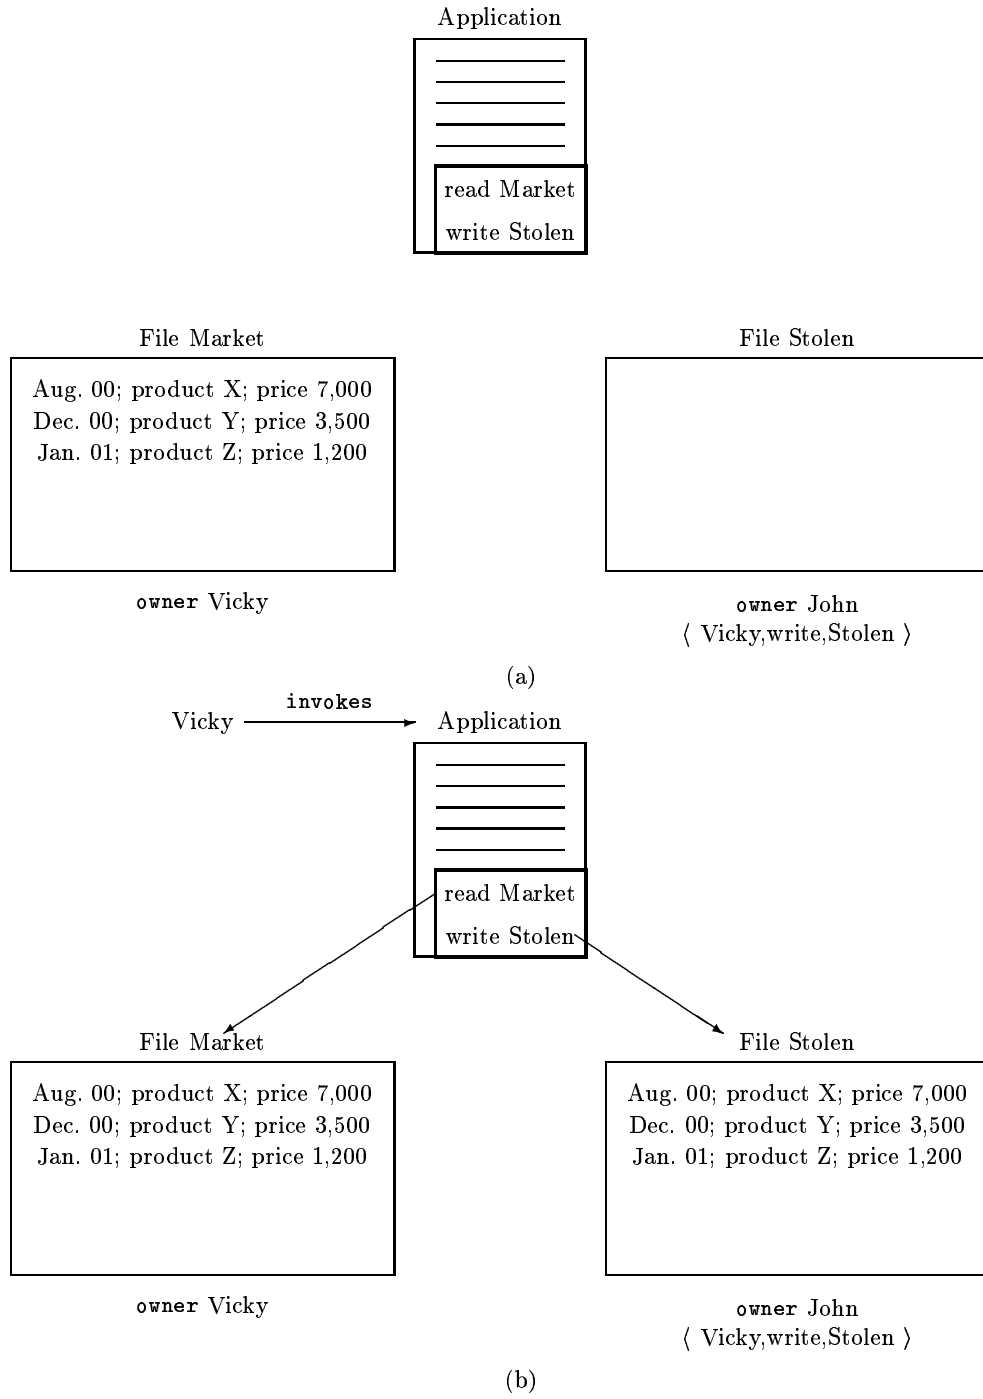 Application
read Market
write Stolen
File Market
Aug. 00; product X; price 7,000
Dec. 00; product Y; price 3,500
Jan. 01; product Z; price 1,200
owner Vicky
File Stolen
owner John
⟨ Vicky,write,Stolen ⟩
(a)
Vicky
invokes
Application
read Market
write Stolen
File Market
Aug. 00; product X; price 7,000
Dec. 00; product Y; price 3,500
Jan. 01; product Z; price 1,200
owner Vicky
File Stolen
Aug. 00; product X; price 7,000
Dec. 00; product Y; price 3,500
Jan. 01; product Z; price 1,200
owner John
⟨ Vicky,write,Stolen ⟩
(b)